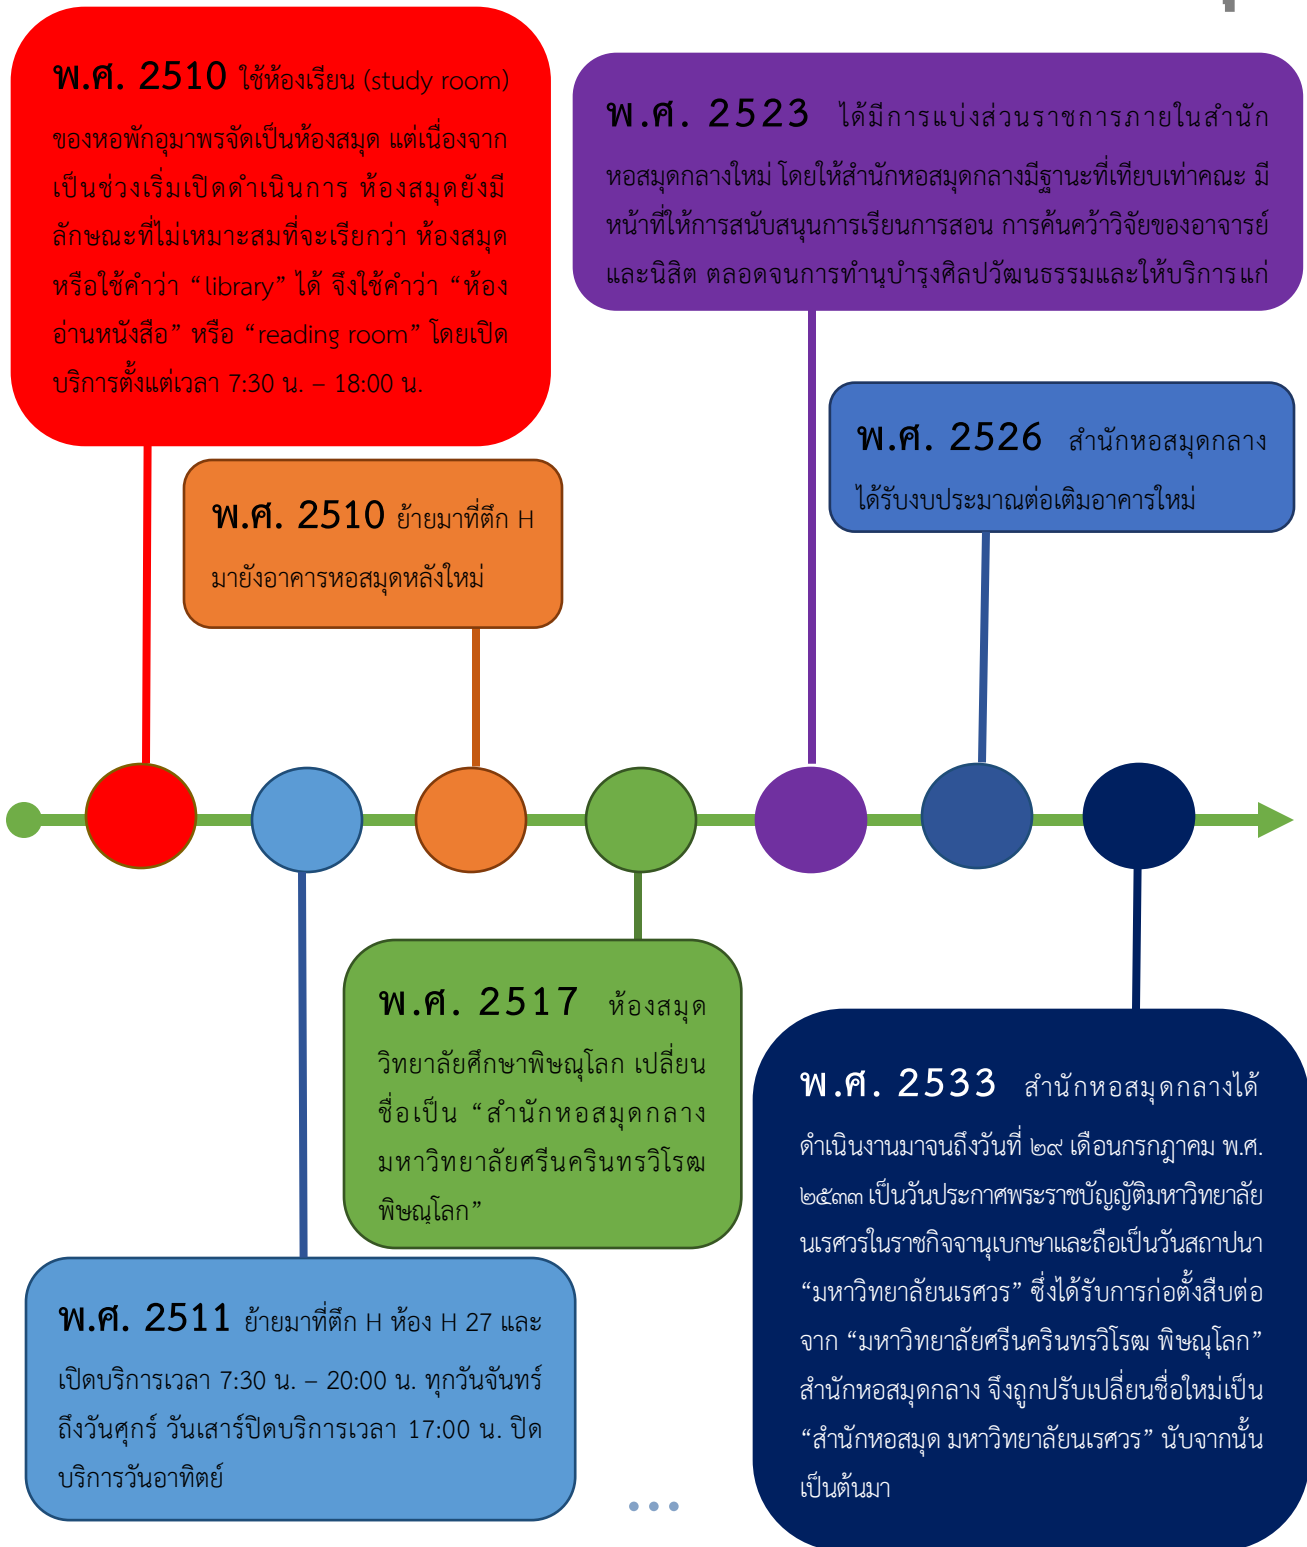 พ.ศ. 2510 ใช้ห้องเรียน (study room)
ของหอพักอุมาพรจัดเป็นห้องสมุด แต่เนื่องจาก
เป็นช่วงเริ่มเปิดดำเนินการ ห้องสมุดยังมี
ลักษณะที่ไม่เหมาะสมที่จะเรียกว่า ห้องสมุด
หรือใช้คำว่า “library” ได้ จึงใช้คำว่า “ห้อง
อ่านหนังสือ” หรือ “reading room” โดยเปิด
บริการตั้งแต่เวลา 7:30 น. – 18:00 น.
พ.ศ. 2523 ได้มีการแบ่งส่วนราชการภายในสำนัก
หอสมุดกลางใหม่ โดยให้สำนักหอสมุดกลางมีฐานะที่เทียบเท่าคณะ มี
หน้าที่ให้การสนับสนุนการเรียนการสอน การค้นคว้าวิจัยของอาจารย์
และนิสิต ตลอดจนการทำนุบำรุงศิลปวัฒนธรรมและให้บริการแก่
พ.ศ. 2526 สำนักหอสมุดกลาง
ได้รับงบประมาณต่อเติมอาคารใหม่
พ.ศ. 2510 ย้ายมาที่ตึก H
มายังอาคารหอสมุดหลังใหม่
พ.ศ. 2517 ห้องสมุด
วิทยาลัยศึกษาพิษณุโลก เปลี่ยน
ชื่อเป็น “สำนักหอสมุดกลาง
มหาวิทยาลัยศรีนครินทรวิโรฒ
พิษณุโลก”
พ.ศ. 2533 สำนักหอสมุดกลางได้
ดำเนินงานมาจนถึงวันที่ ๒๙ เดือนกรกฎาคม พ.ศ.
๒๕๓๓ เป็นวันประกาศพระราชบัญญัติมหาวิทยาลัย
นเรศวรในราชกิจจานุเบกษาและถือเป็นวันสถาปนา
“มหาวิทยาลัยนเรศวร” ซึ่งได้รับการก่อตั้งสืบต่อ
จาก “มหาวิทยาลัยศรีนครินทรวิโรฒ พิษณุโลก”
สำนักหอสมุดกลาง จึงถูกปรับเปลี่ยนชื่อใหม่เป็น
“สำนักหอสมุด มหาวิทยาลัยนเรศวร” นับจากนั้น
เป็นต้นมา
พ.ศ. 2511 ย้ายมาที่ตึก H ห้อง H 27 และ
เปิดบริการเวลา 7:30 น. – 20:00 น. ทุกวันจันทร์
ถึงวันศุกร์ วันเสาร์ปิดบริการเวลา 17:00 น. ปิด
บริการวันอาทิตย์
...